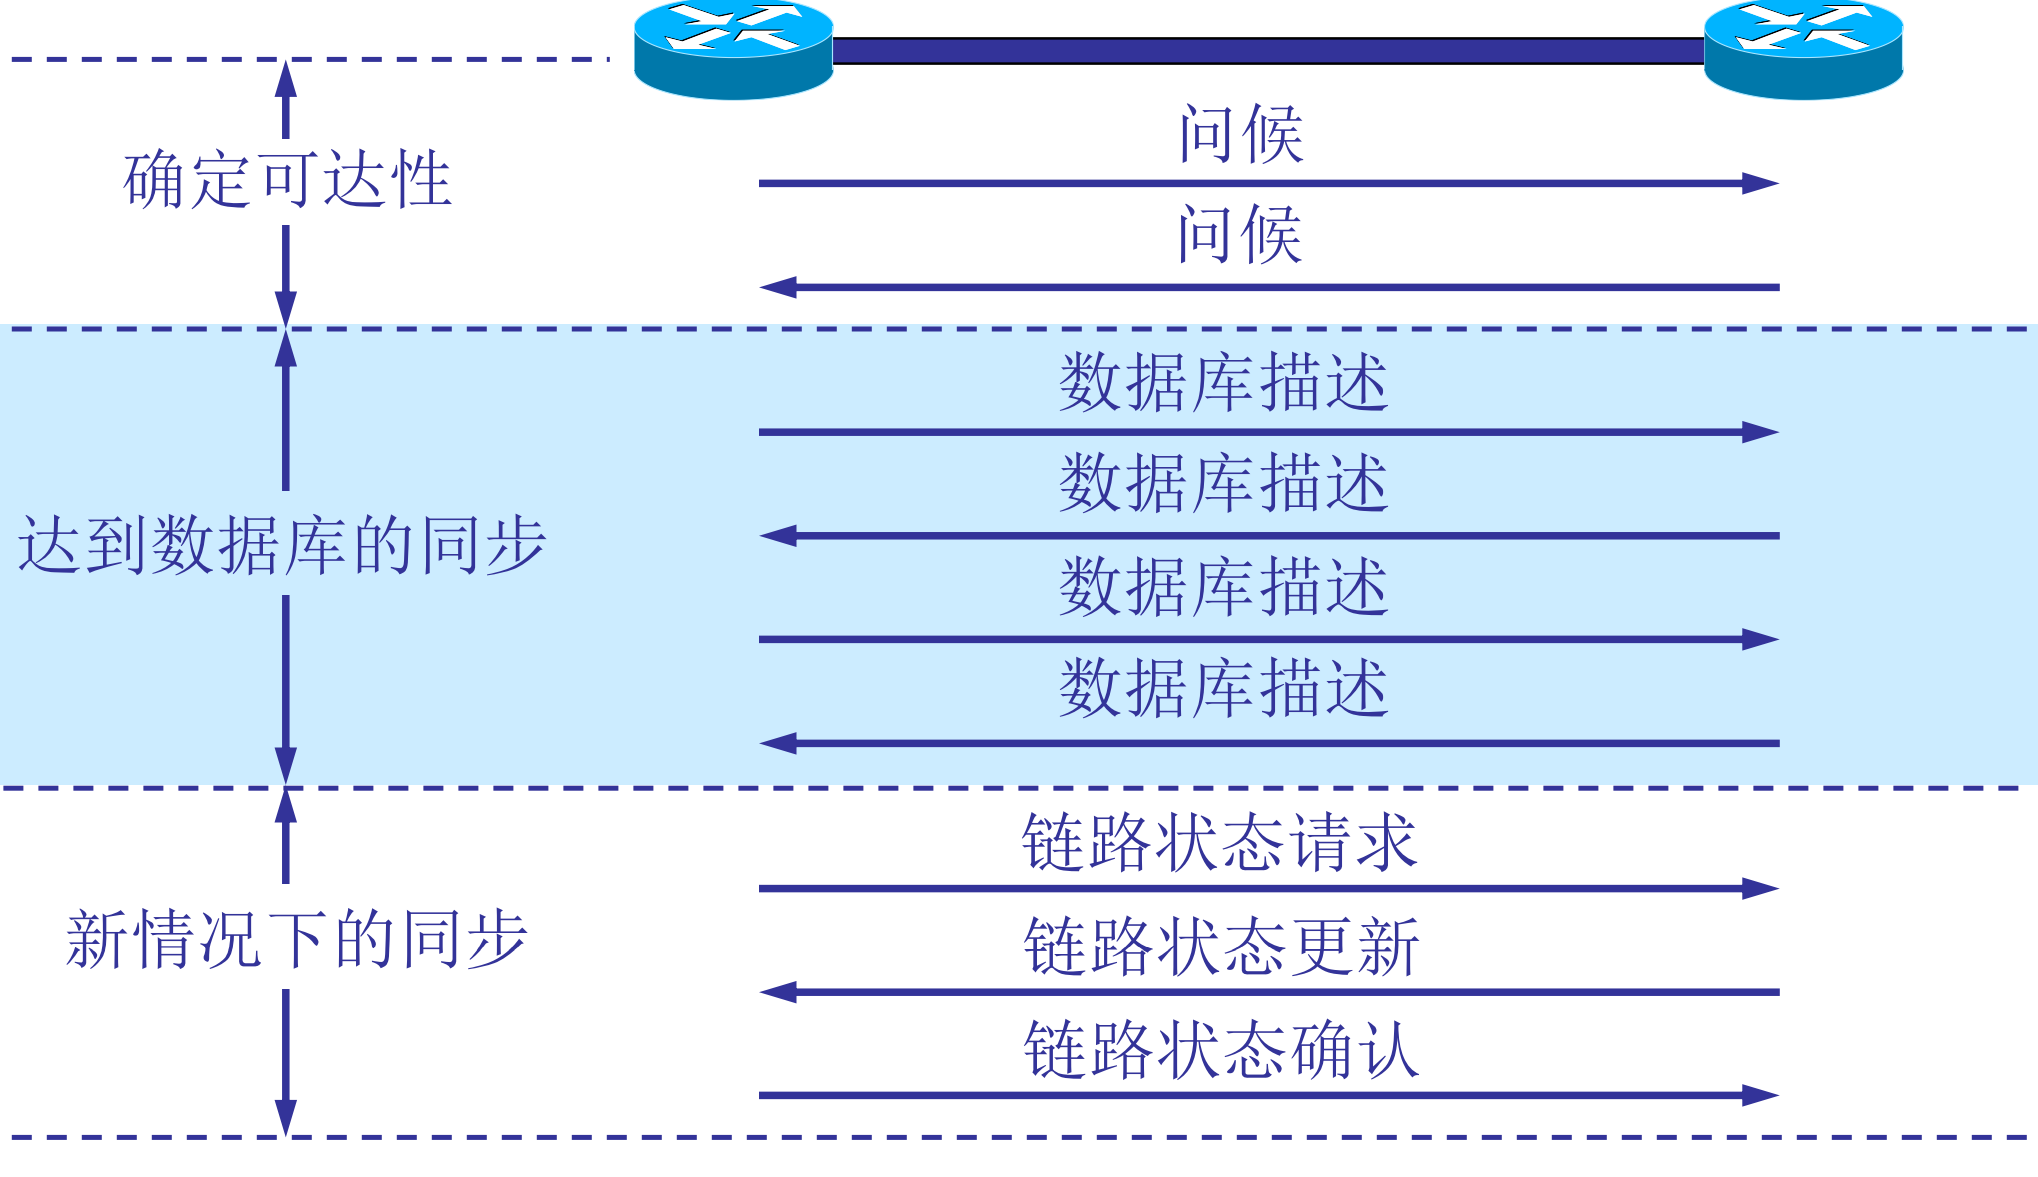 问候
确定可达性
问候
数据库描述
数据库描述
达到数据库的同步
数据库描述
数据库描述
链路状态请求
新情况下的同步
链路状态更新
链路状态确认